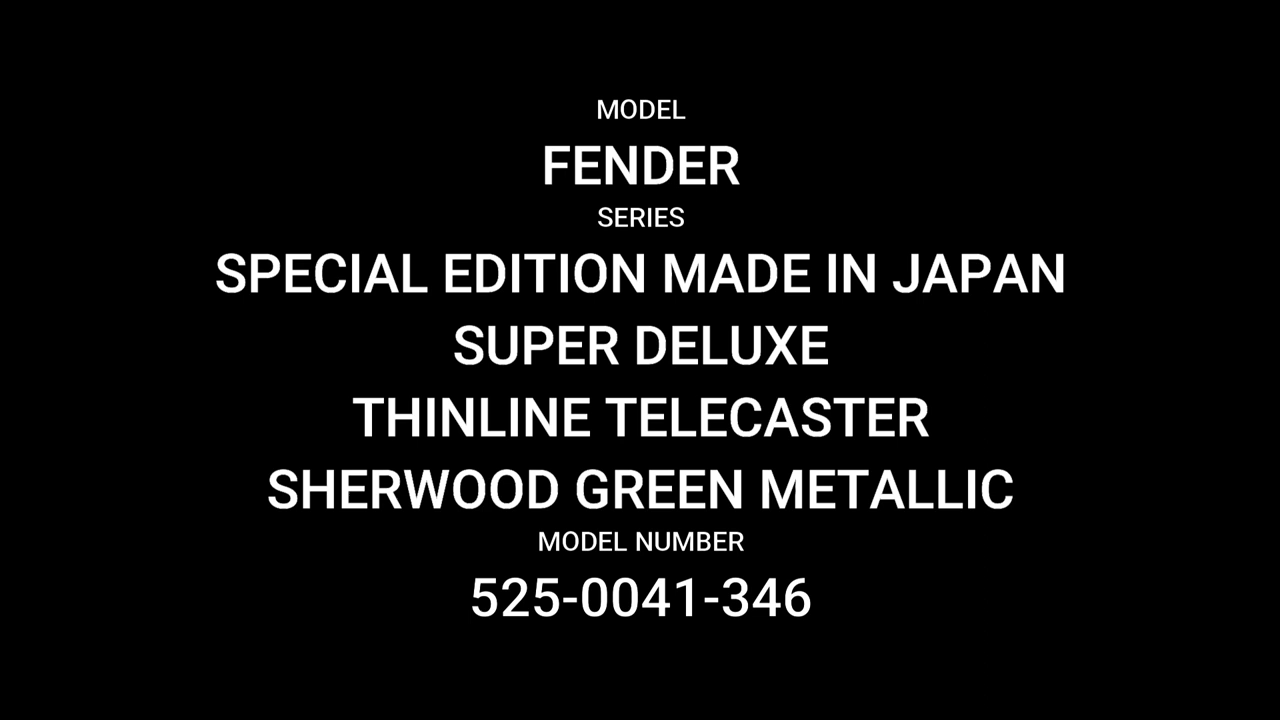 MODEL
FENDER
SERIES
SPECIAL EDITION MADE IN JAPAN
SUPER DELUXE
THINLINE TELECASTER
SHERWOOD GREEN METALLIC
MODEL NUMBER
525-0041-346